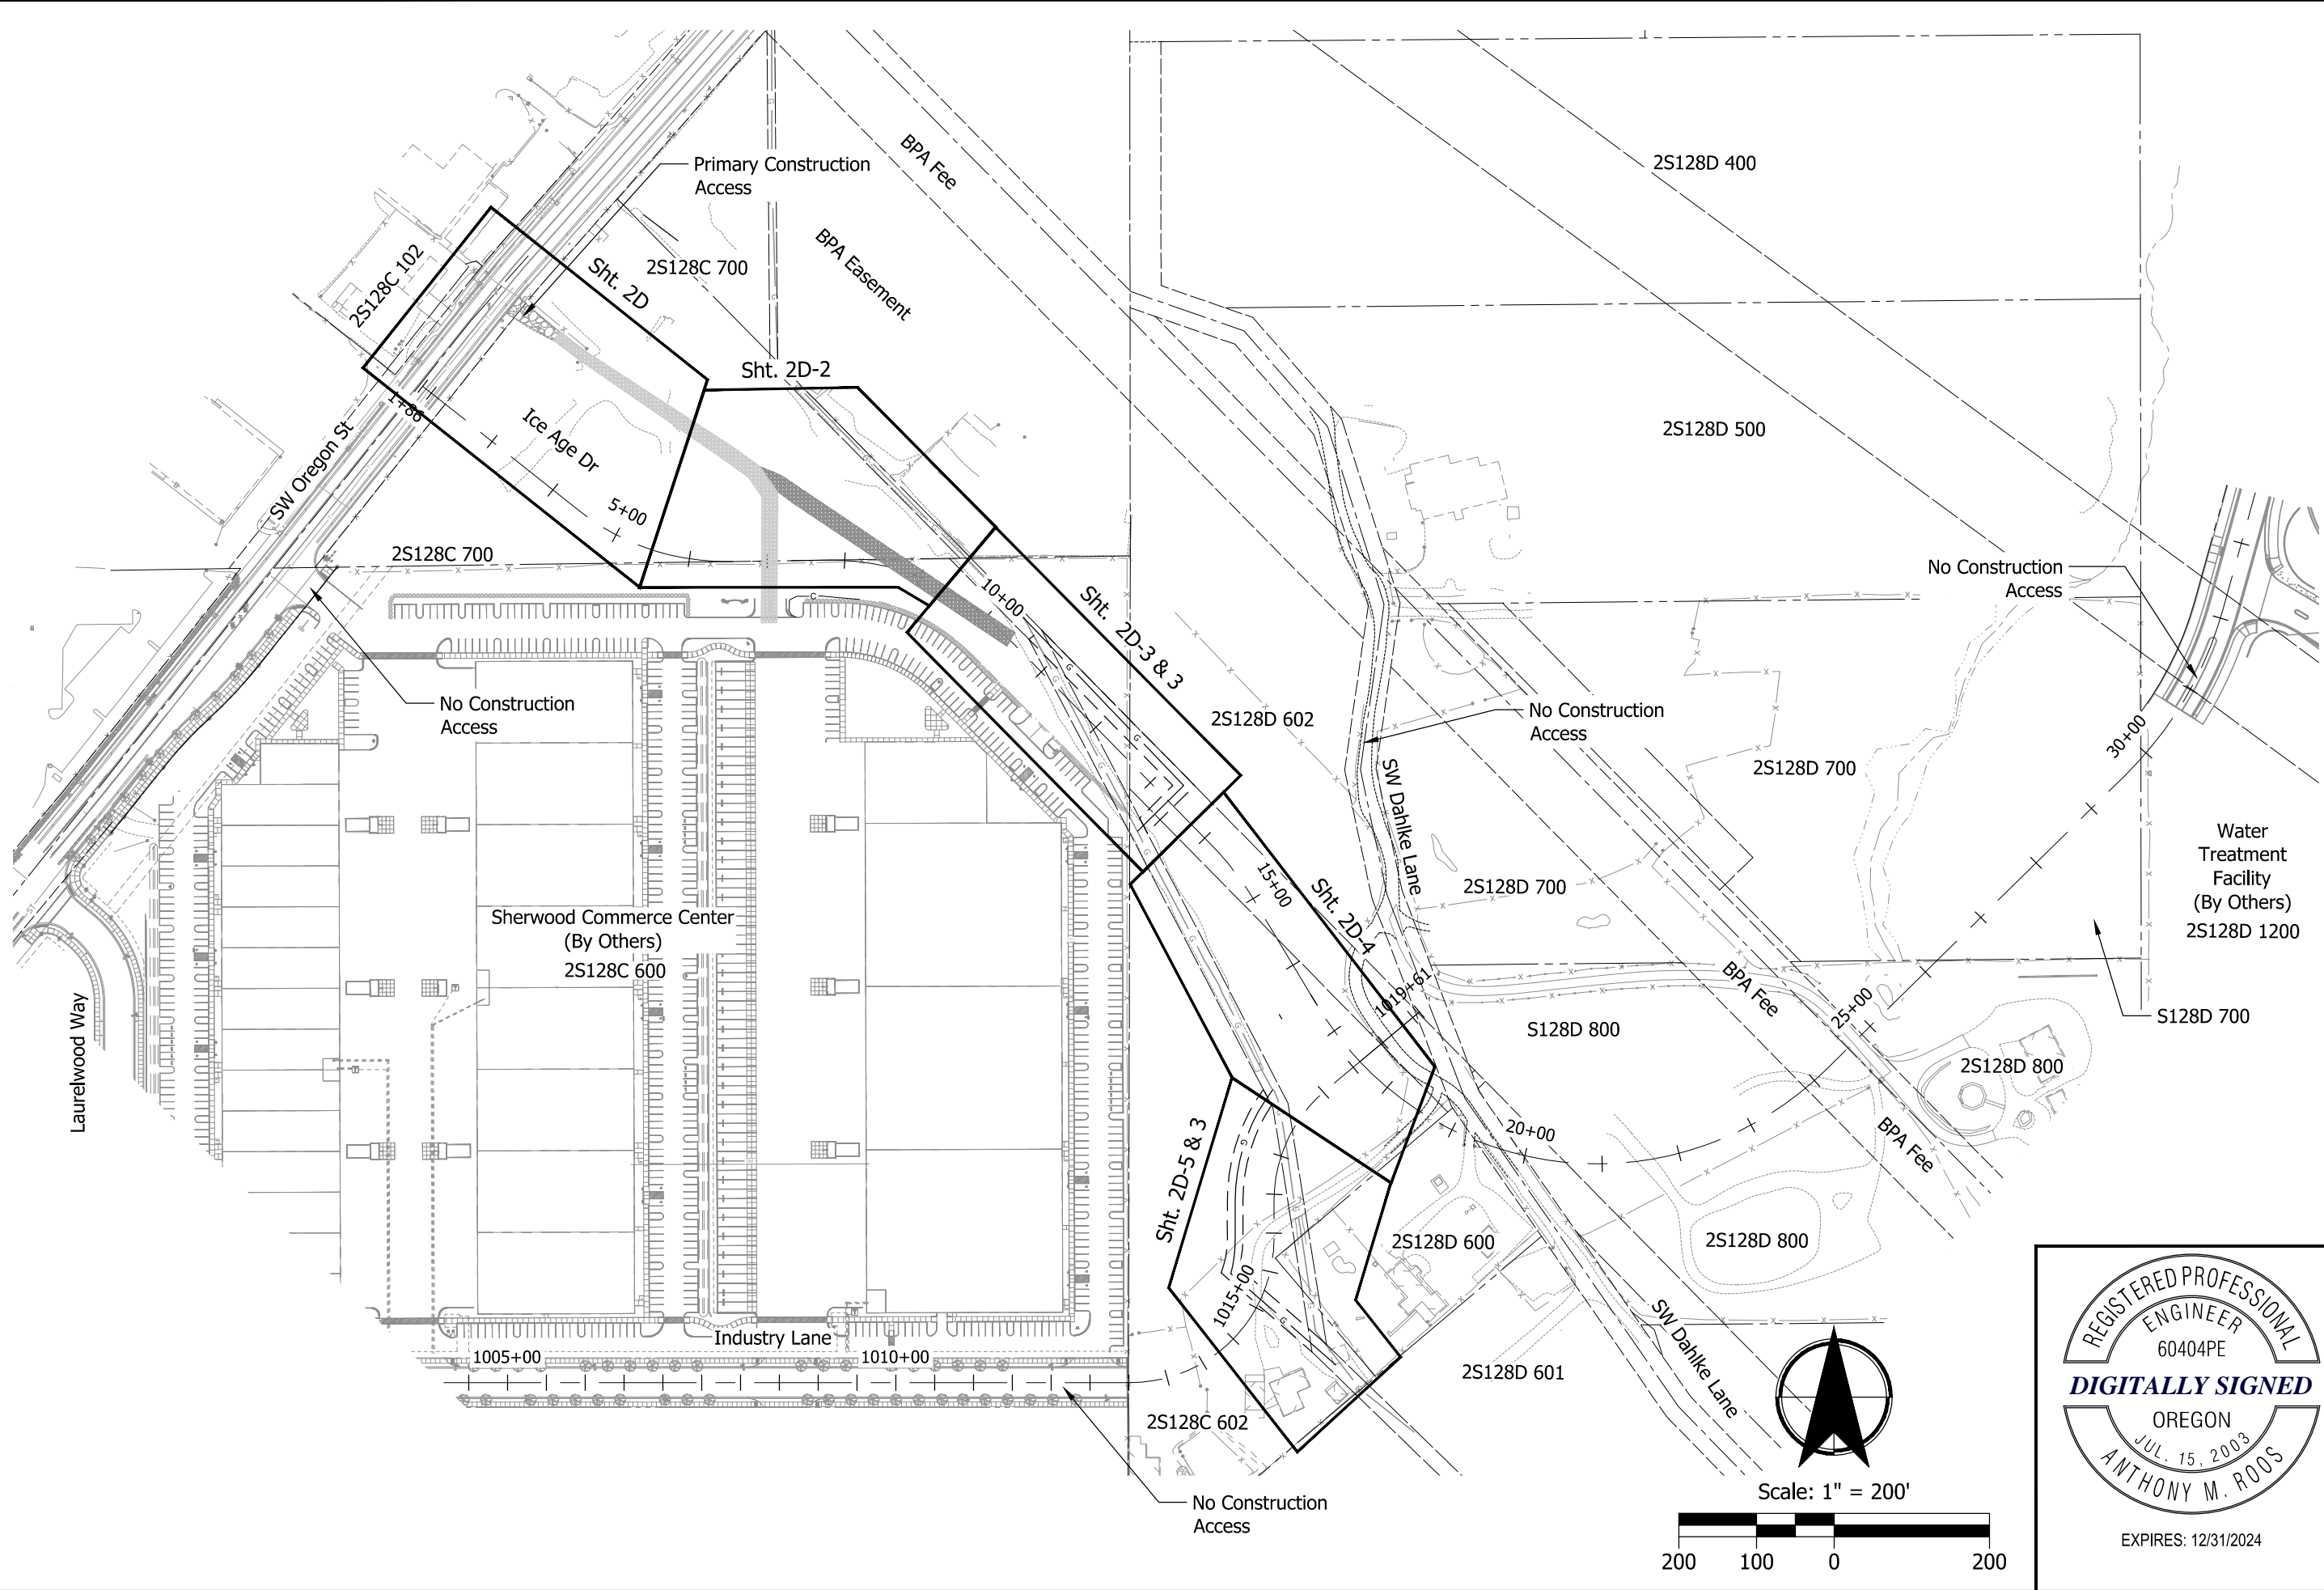 Primary Construction
Access
BPA Fee
2S128D 400
BPA Easement
2S128C 102
Sht. 2D
2S128C 700
Sht. 2D-2
1+86
Ice Age Dr
SW Oregon St
5+00
2S128D 500
2S128C 700
No Construction
Access
10+00
Sht. 2D-3 & 3
No Construction
Access
2S128D 602
No Construction
Access
30+00
2S128D 700
SW Dahlke Lane
Water
Treatment
Facility
(By Others)
2S128D 1200
15+00
Sht. 2D-4
2S128D 700
Sherwood Commerce Center
(By Others)
2S128C 600
1019+61
BPA Fee
25+00
S128D 700
S128D 800
Laurelwood Way
2S128D 800
20+00
BPA Fee
Sht. 2D-5 & 3
2S128D 600
2S128D 800
1015+00
Industry Lane
1005+00
1010+00
SW Dahlke Lane
2S128D 601
2S128C 602
No Construction
Access
Scale: 1" = 200'
200 100 0 200
REGISTERED PROFESSIONAL
ENGINEER
60404PE
DIGITALLY SIGNED
OREGON
JUL. 15, 2003
ANTHONY M. ROOS
EXPIRES: 12/31/2024